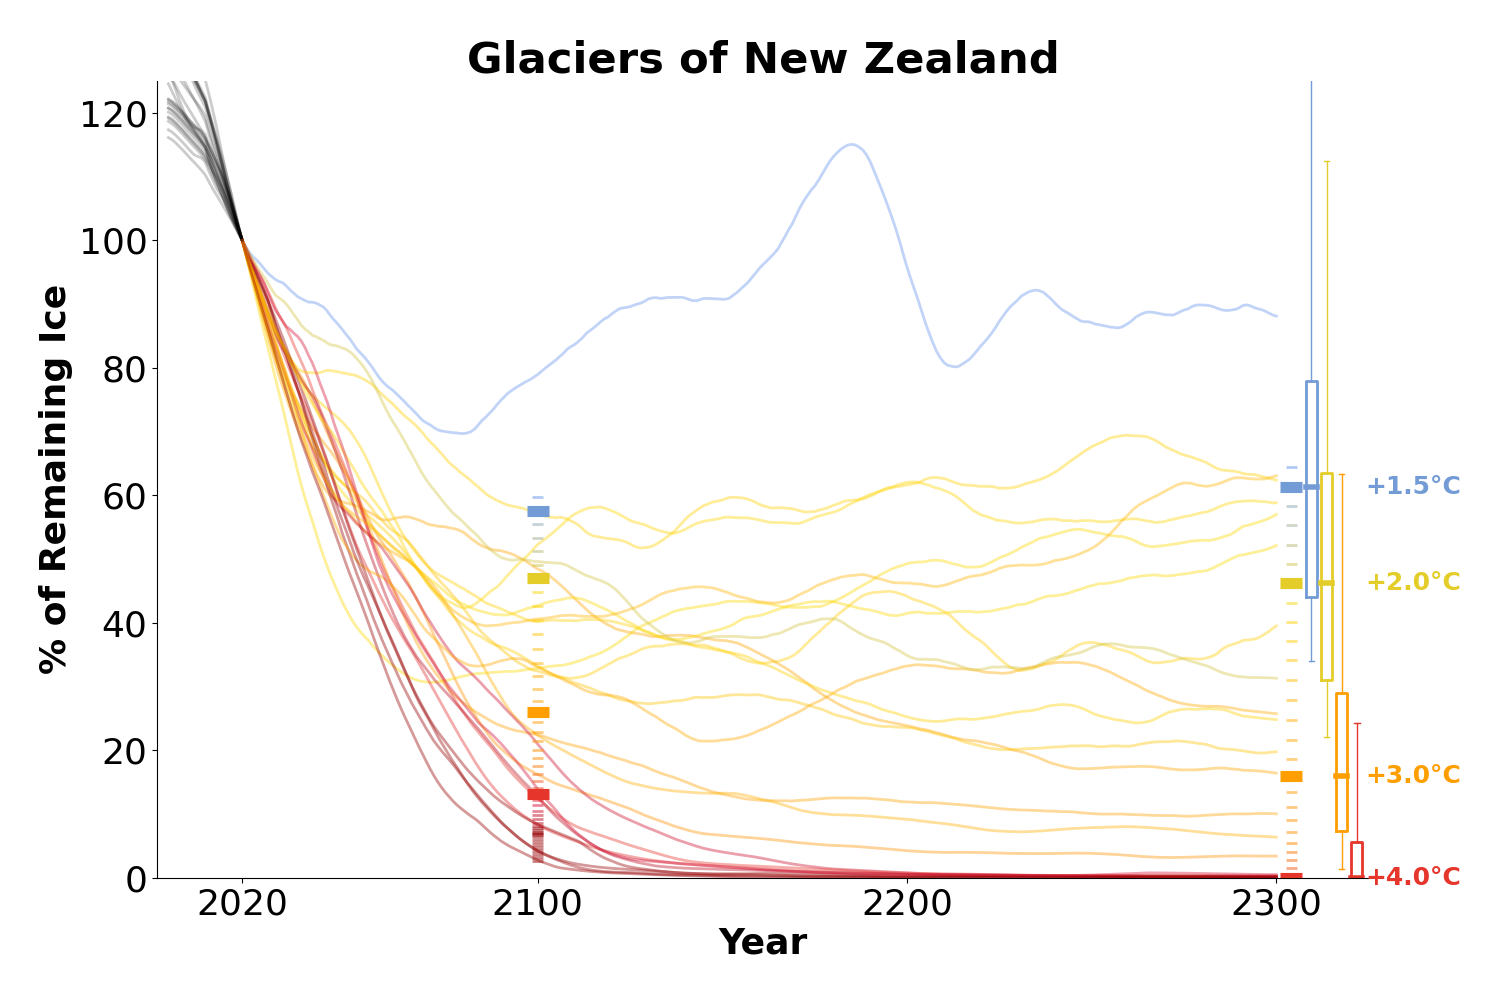 Glaciers of New Zealand
% of Remaining Ice
120
100
80
60
40
20
0
+1.5°C
+2.0°C
+3.0°C
+4.0°C
2020 2100 2200 2300
Year